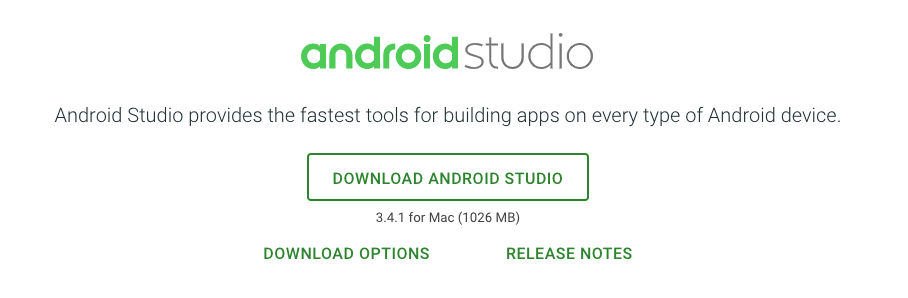 androidstudio
Android Studio provides the fastest tools for building apps on every type of Android device.
DOWNLOAD ANDROID STUDIO
3.4.1 for Mac (1026 MB)
DOWNLOAD OPTIONS RELEASE NOTES